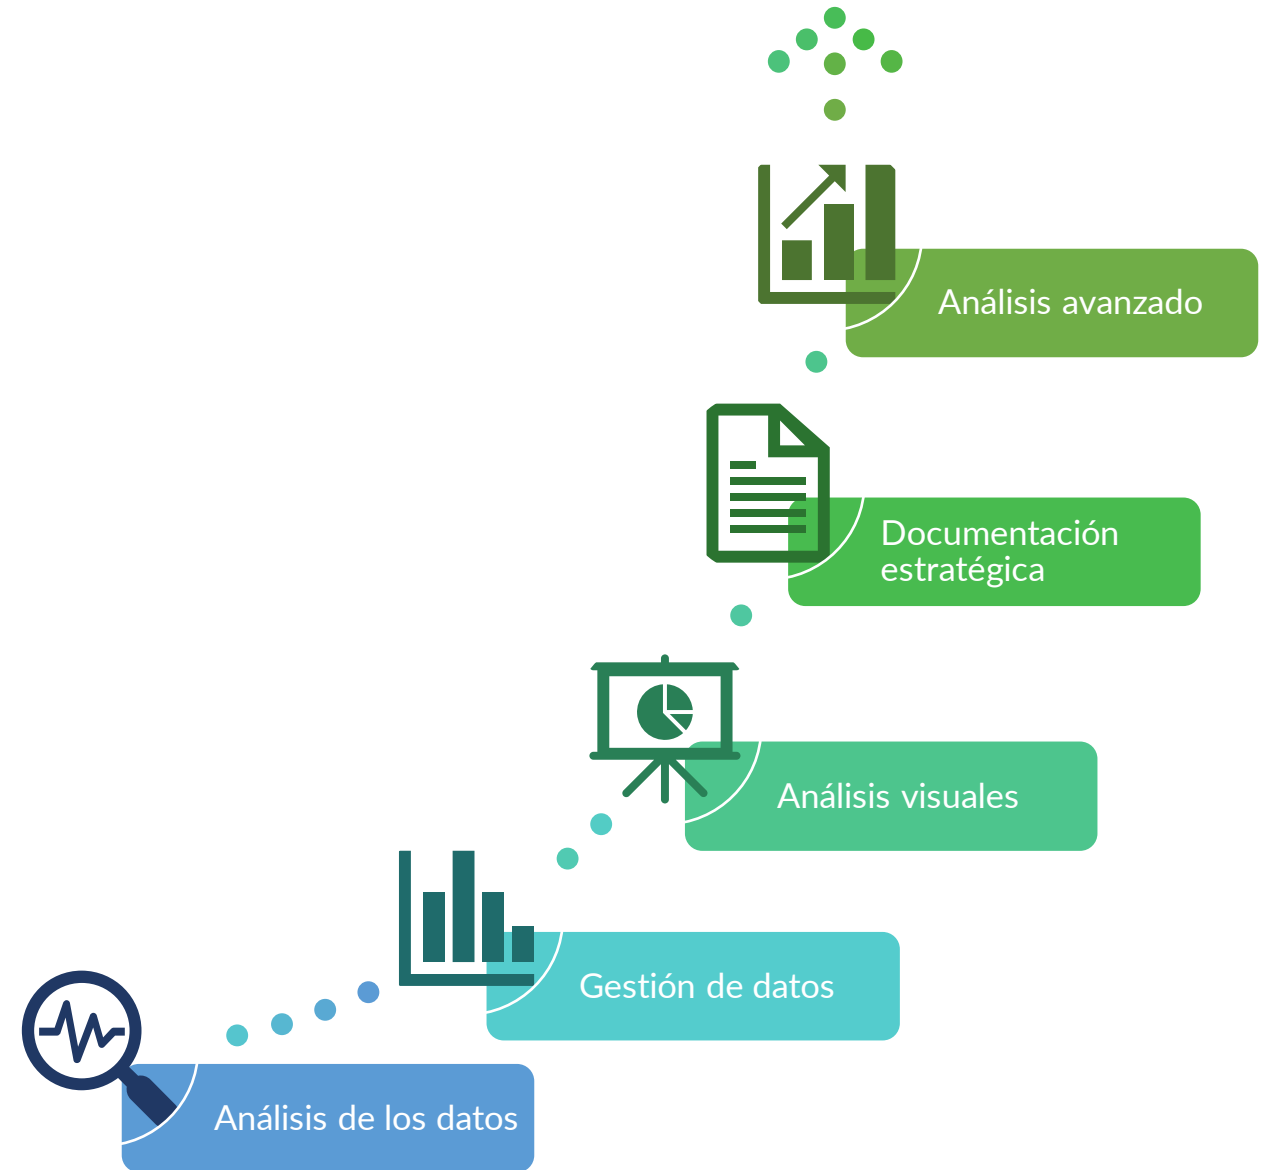 Análisis avanzado
Documentación
estratégica
Análisis visuales
Gestión de datos
Análisis de los datos